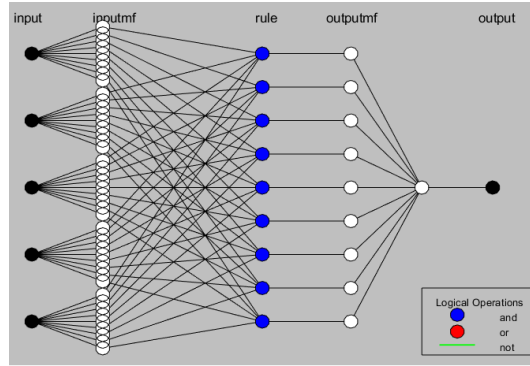 input inputmf rule outputmf output
Logical Operations
and
or
not